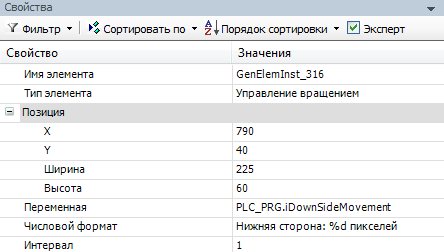 Свойства
Фильтр Сортировать по Порядок сортировки Эксперт
Свойство Значения
Имя элемента GenElemInst_316
Тип элемента Управление вращением
Позиция
X 790
Y 40
Ширина 225
Высота 60
Переменная PLC_PRG.iDownSideMovement
Числовой формат Нижняя сторона: %d пикселей
Интервал 1